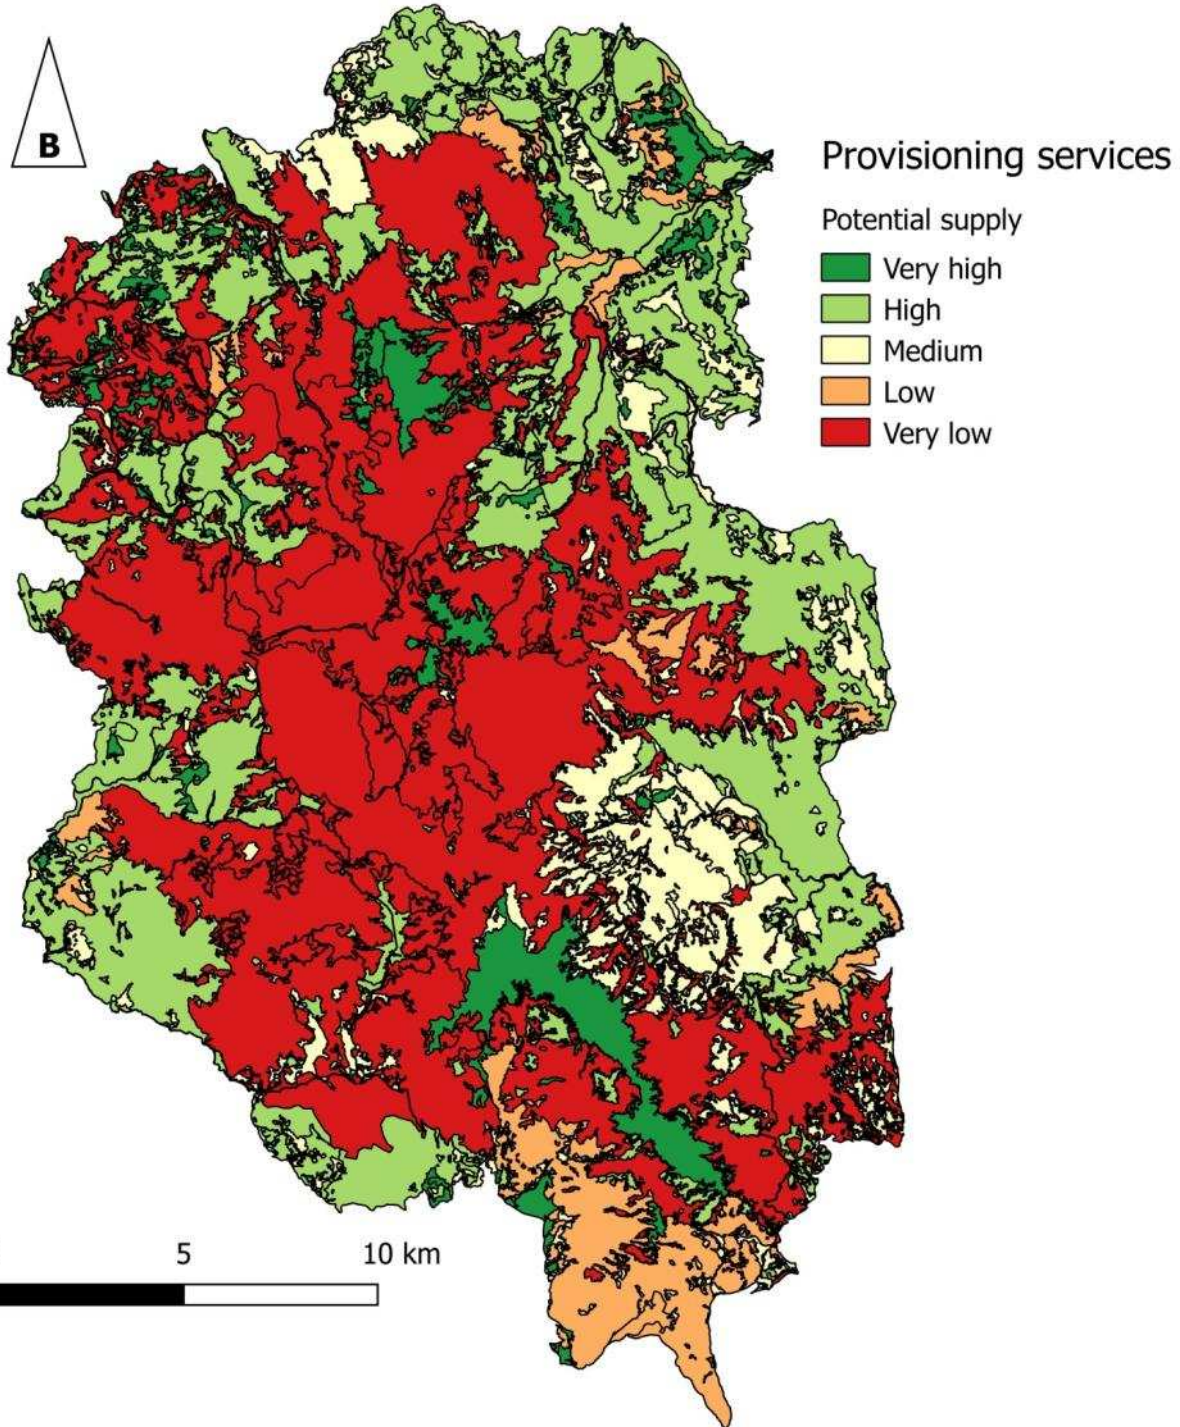 B
Provisioning services
Potential supply
Very high
High
Medium
Low
Very low
5
10 km